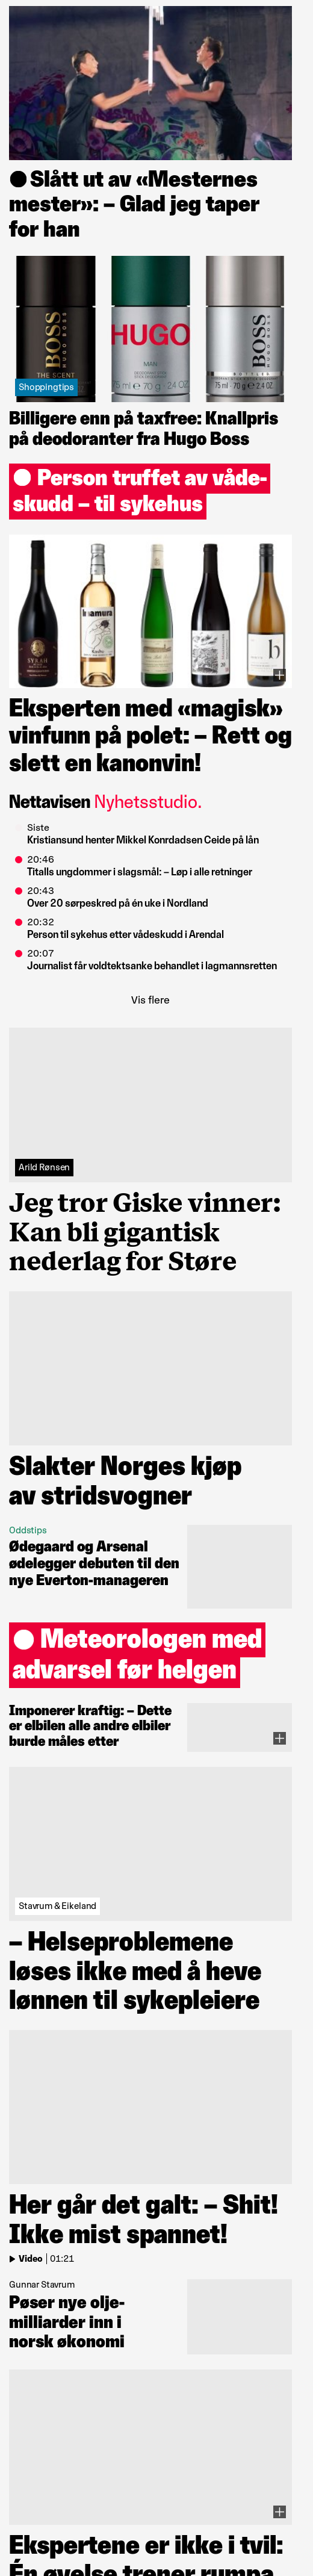 Slått ut av «Mesternes
mester»: – Glad jeg taper
for han
BOSS
HUGO BOSS
THE SCENT
HUGO
MAN
75 ml ℮ 70 g · 2.4 OZ.
BOSS
HUGO BOSS
BOTTLED
75 ml · 70 g · 2.4 OZ.
Shoppingtips
Billigere enn på taxfree: Knallpris
på deodoranter fra Hugo Boss
Person truffet av våde-
skudd – til sykehus
Eksperten med «magisk»
vinfunn på polet: – Rett og
slett en kanonvin!
Nettavisen Nyhetsstudio.
Siste
Kristiansund henter Mikkel Konrdadsen Ceide på lån
20:46
Titalls ungdommer i slagsmål: – Løp i alle retninger
20:43
Over 20 sørpeskred på én uke i Nordland
20:32
Person til sykehus etter vådeskudd i Arendal
20:07
Journalist får voldtektsanke behandlet i lagmannsretten
Vis flere
Arild Rønsen
Jeg tror Giske vinner:
Kan bli gigantisk
nederlag for Støre
Slakter Norges kjøp
av stridsvogner
Oddstips
Ødegaard og Arsenal
ødelegger debuten til den
nye Everton-manageren
Meteorologen med
advarsel før helgen
Imponerer kraftig: – Dette
er elbilen alle andre elbiler
burde måles etter
Stavrum & Eikeland
– Helseproblemene
løses ikke med å heve
lønnen til sykepleiere
Her går det galt: – Shit!
Ikke mist spannet!
Video | 01:21
Gunnar Stavrum
Pøser nye olje-
milliarder inn i
norsk økonomi
Ekspertene er ikke i tvil:
Én øvelse trener rumpa